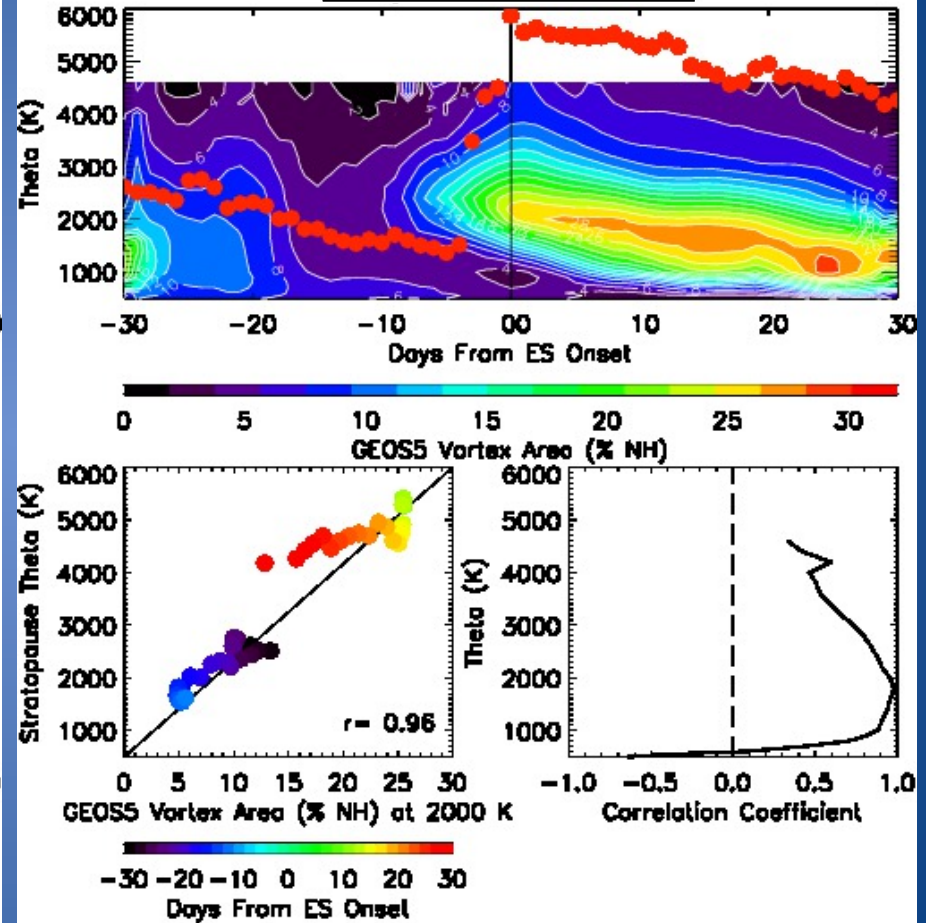 6000
5000
4000
3000
2000
1000
Theta (K)
-30 -20 -10 00 10 20 30
Days From ES Onset
0 5 10 15 20 25 30
GEOS5 Vortex Area (% NH)
6000
5000
4000
3000
2000
1000
Stratopause Theta (K)
r= 0.96
0 5 10 15 20 25 30
GEOS5 Vortex Area (% NH) at 2000 K
-30 -20 -10 0 10 20 30
Days From ES Onset
6000
5000
4000
3000
2000
1000
Theta (K)
-1.0 -0.5 0.0 0.5 1.0
Correlation Coefficient